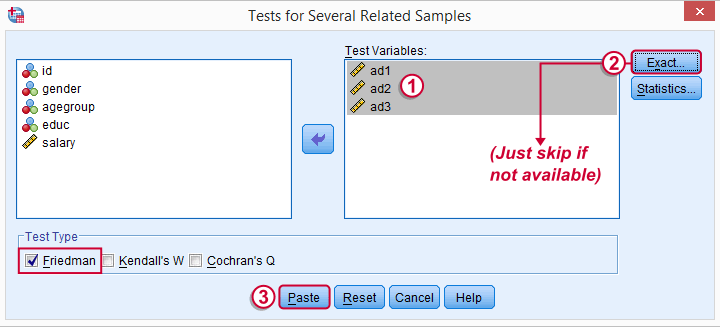 Tests for Several Related Samples
Test Variables:
id
gender
agegroup
educ
salary
ad1
ad2
ad3
1
2
Exact...
Statistics...
(Just skip if
not available)
Test Type
Friedman
Kendall's W
Cochran's Q
3
Paste
Reset
Cancel
Help